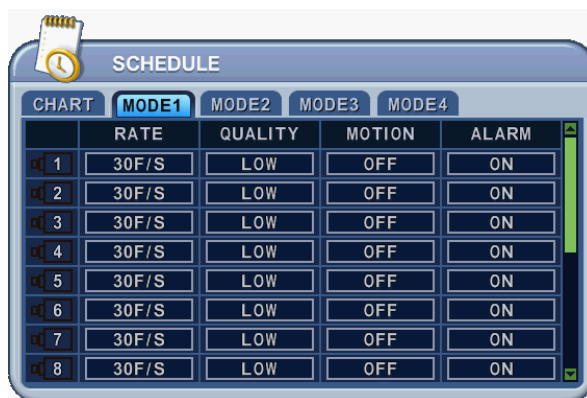 SCHEDULE
CHART MODE1 MODE2 MODE3 MODE4
RATE QUALITY MOTION ALARM
1 30F/S LOW OFF ON
2 30F/S LOW OFF ON
3 30F/S LOW OFF ON
4 30F/S LOW OFF ON
5 30F/S LOW OFF ON
6 30F/S LOW OFF ON
7 30F/S LOW OFF ON
8 30F/S LOW OFF ON